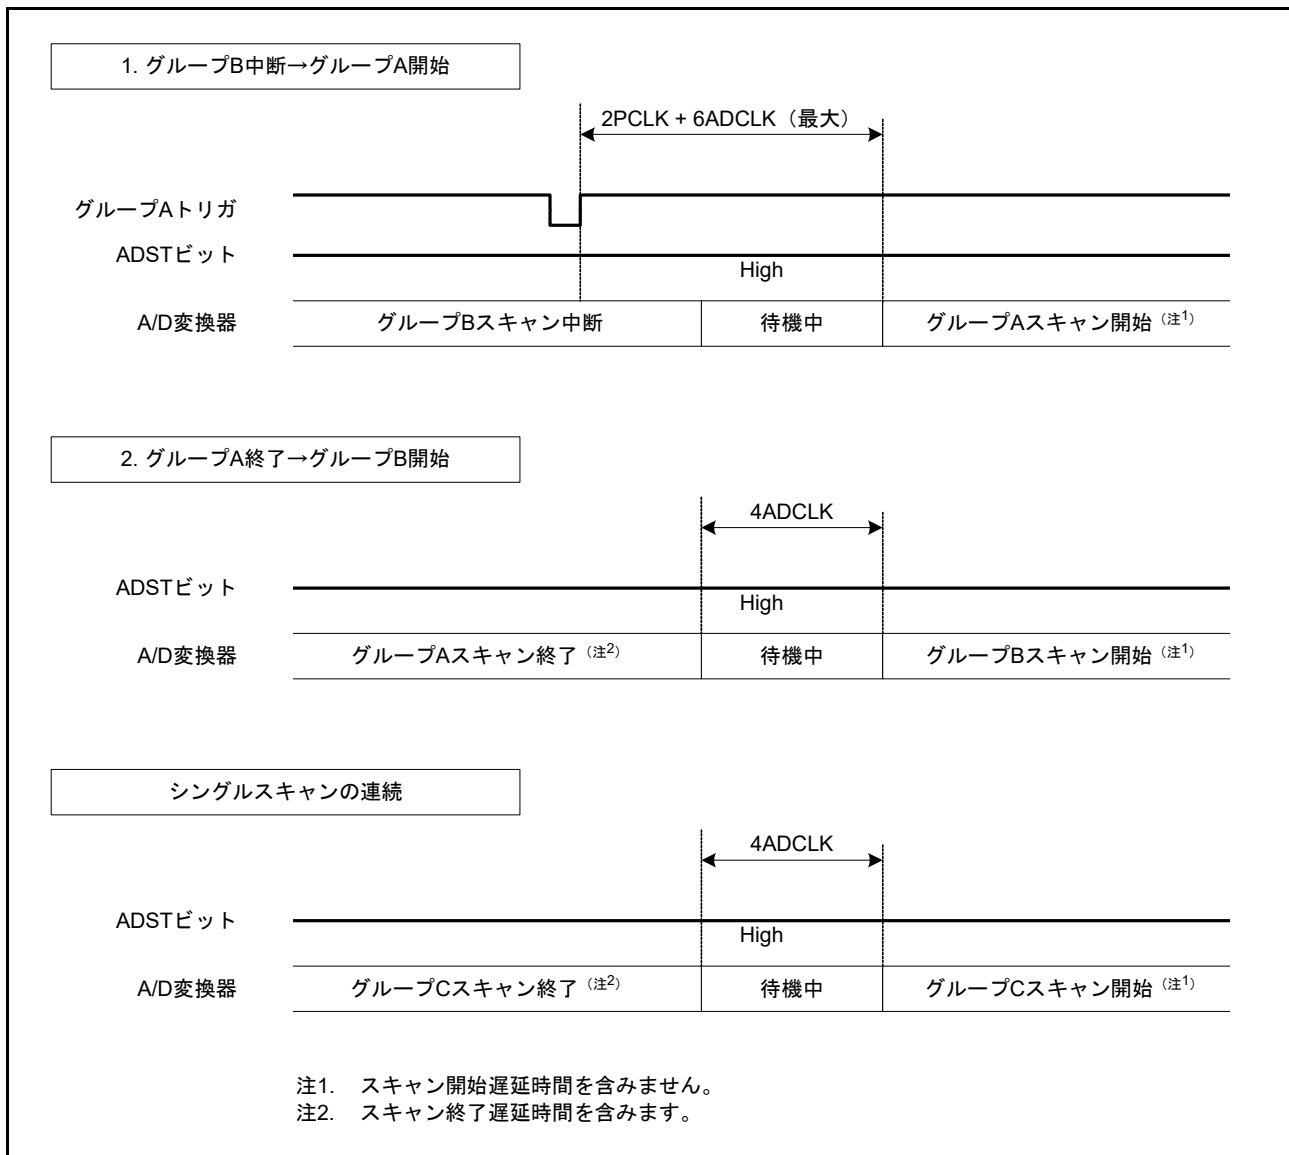 1. グループB中断→グループA開始
2PCLK + 6ADCLK（最大）
グループAトリガ
ADSTビット
High
A/D変換器 グループBスキャン中断 待機中 グループAスキャン開始（注1）
2. グループA終了→グループB開始
4ADCLK
ADSTビット
High
A/D変換器 グループAスキャン終了（注2） 待機中 グループBスキャン開始（注1）
シングルスキャンの連続
4ADCLK
ADSTビット
High
A/D変換器 グループCスキャン終了（注2） 待機中 グループCスキャン開始（注1）
注1. スキャン開始遅延時間を含みません。
注2. スキャン終了遅延時間を含みます。